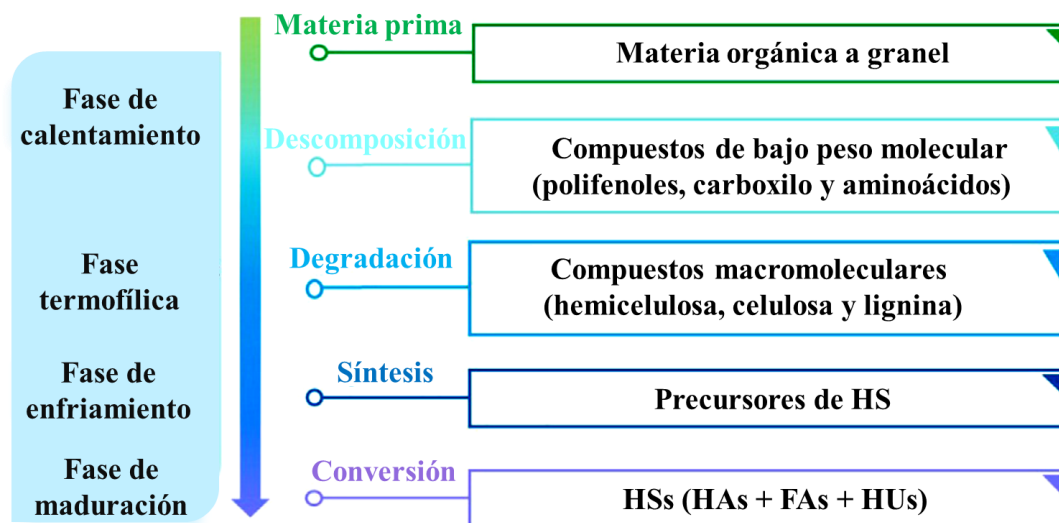 Materia prima
Materia orgánica a granel
Fase de
calentamiento
Descomposición
Compuestos de bajo peso molecular
(polifenoles, carboxilo y aminoácidos)
Fase
termofílica
Degradación
Compuestos macromoleculares
(hemicelulosa, celulosa y lignina)
Fase de
enfriamiento
Síntesis
Precursores de HS
Fase de
maduración
Conversión
HSs (HAs + FAs + HUs)